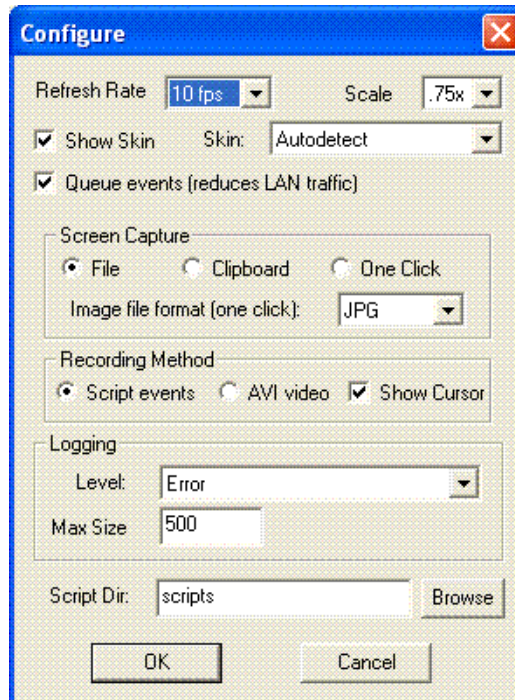 Configure
Refresh Rate 10 fps Scale .75x
Show Skin Skin: Autodetect
Queue events (reduces LAN traffic)
Screen Capture
File Clipboard One Click
Image file format (one click): JPG
Recording Method
Script events AVI video Show Cursor
Logging
Level: Error
Max Size 500
Script Dir: scripts Browse
OK Cancel